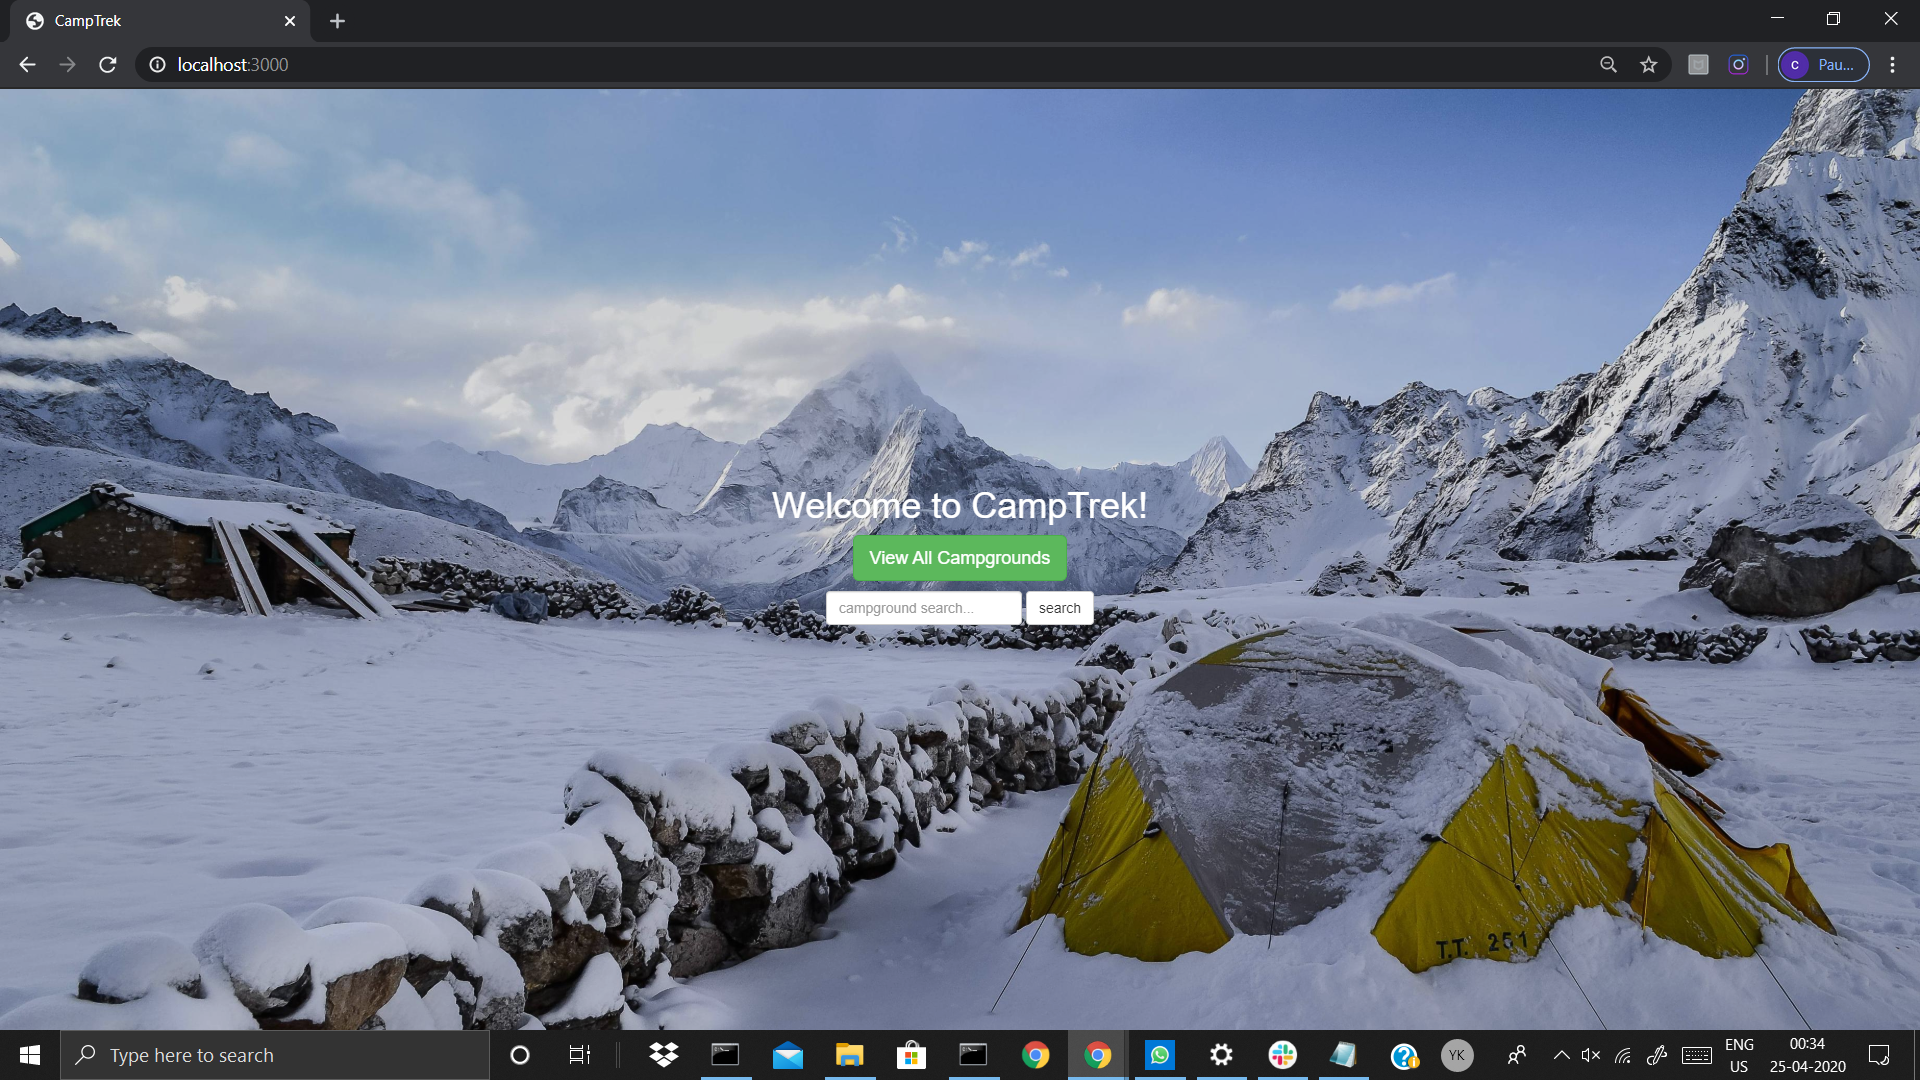 CampTrek
localhost:3000
C
Pau...
Welcome to CampTrek!
View All Campgrounds
campground search...
search
T.T. 251
Type here to search
YK
ENG
US
00:34
25-04-2020